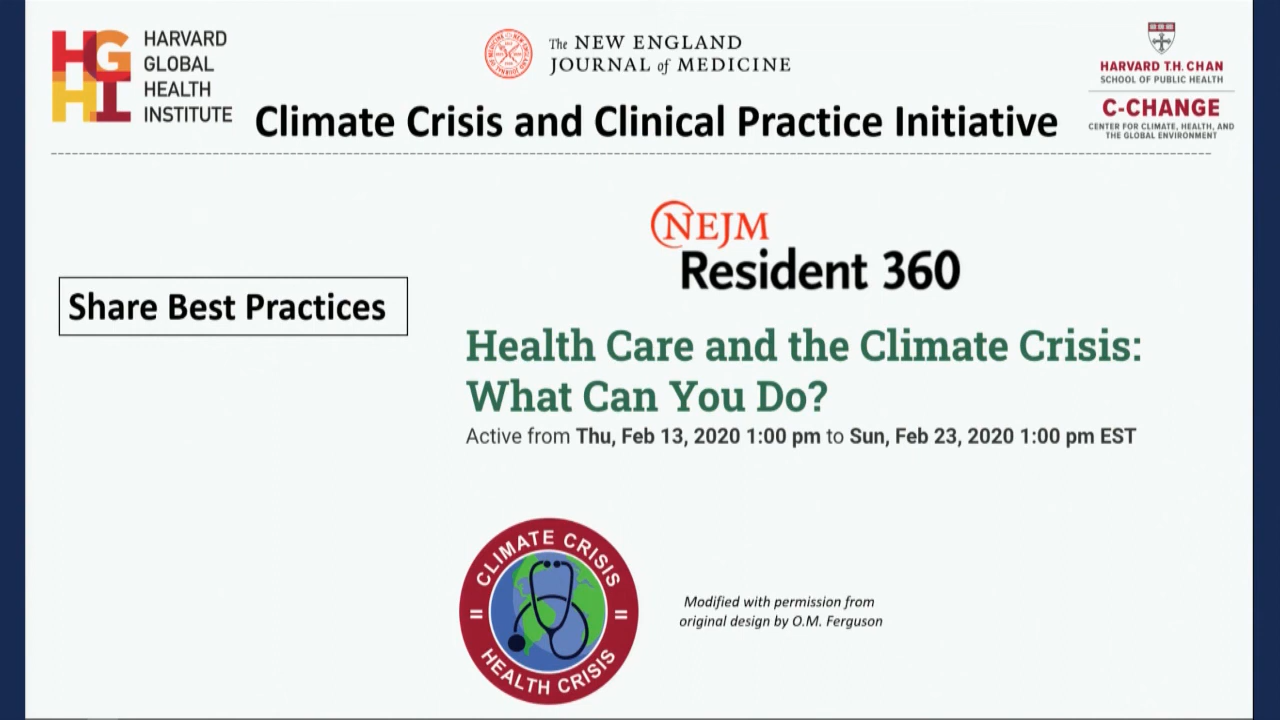 HGHI
HARVARD
GLOBAL
HEALTH
INSTITUTE
The NEW ENGLAND
JOURNAL of MEDICINE
HARVARD T.H. CHAN
SCHOOL OF PUBLIC HEALTH
C-CHANGE
CENTER FOR CLIMATE, HEALTH, AND
THE GLOBAL ENVIRONMENT
Climate Crisis and Clinical Practice Initiative
NEJM
Resident 360
Share Best Practices
Health Care and the Climate Crisis:
What Can You Do?
Active from Thu, Feb 13, 2020 1:00 pm to Sun, Feb 23, 2020 1:00 pm EST
CLIMATE CRISIS
=
=
HEALTH CRISIS
Modified with permission from
original design by O.M. Ferguson